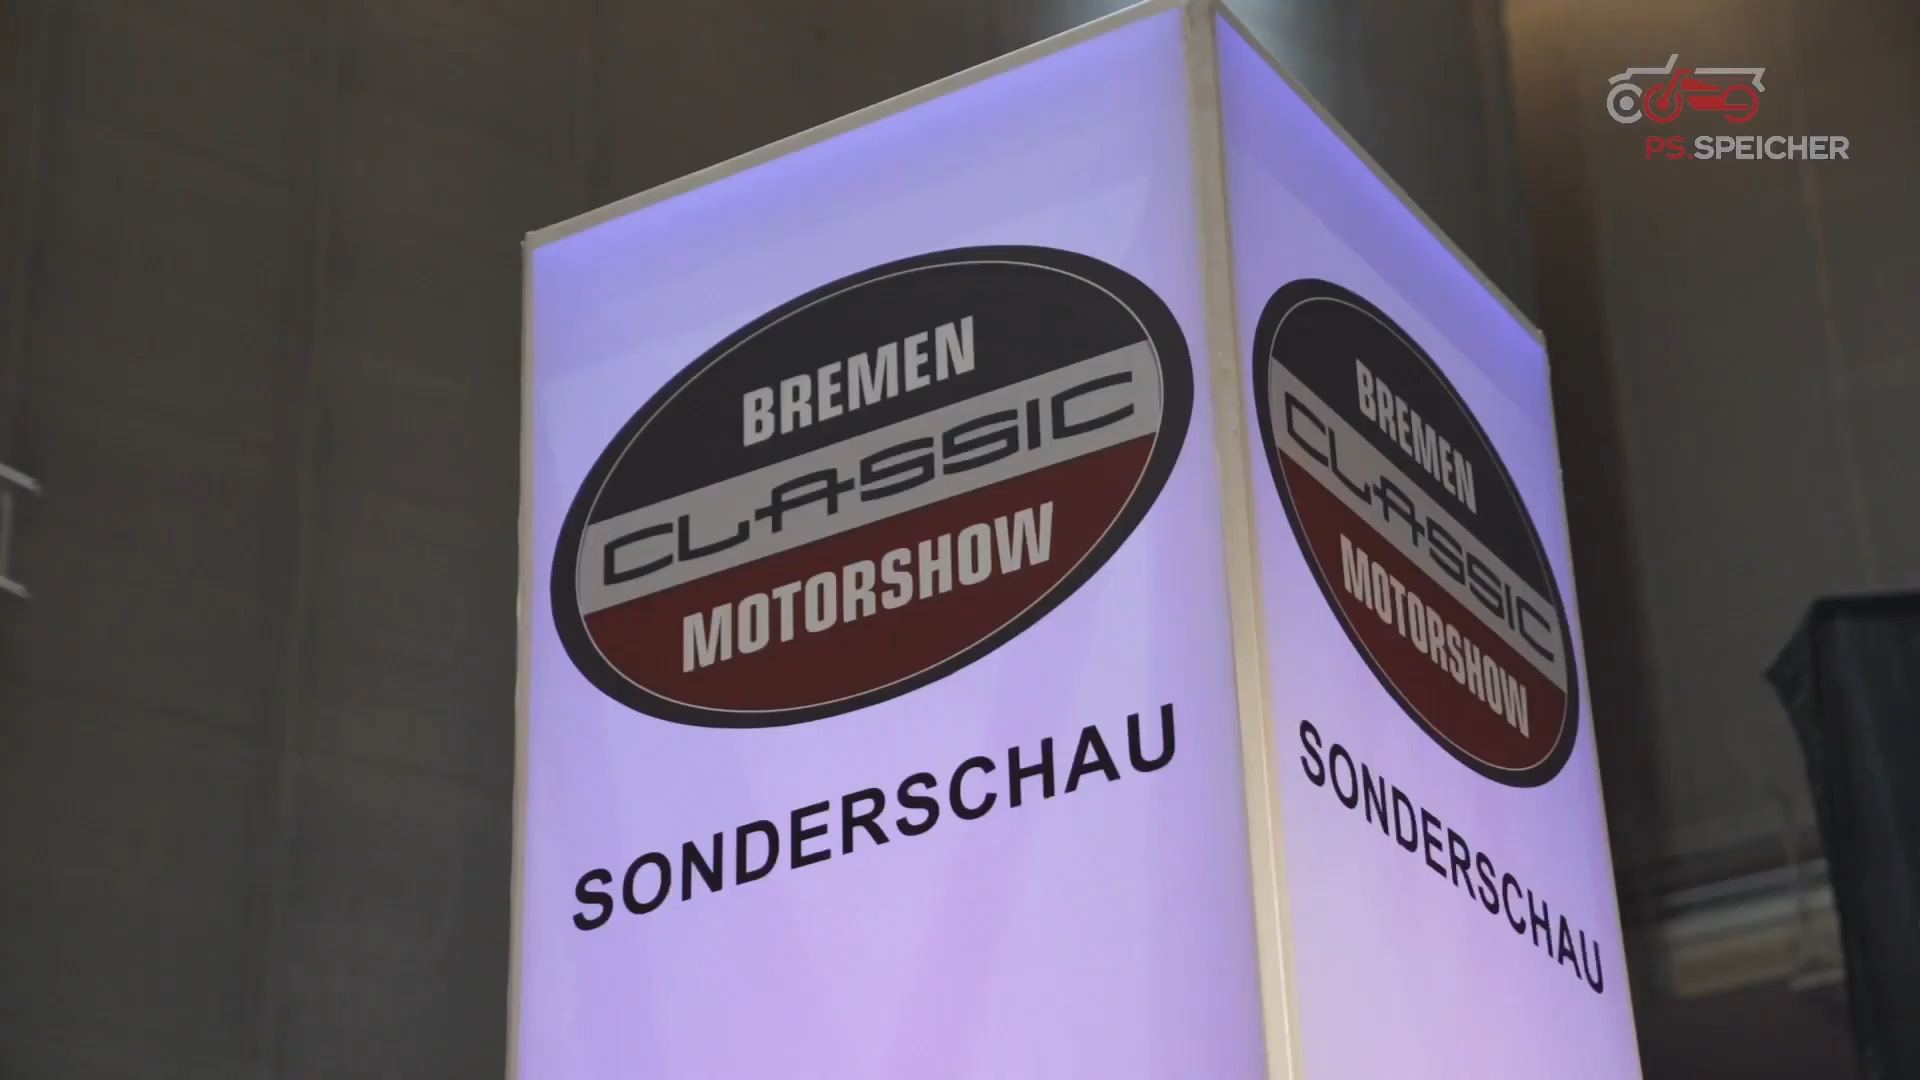 PS.SPEICHER
BREMEN
CLASSIC
MOTORSHOW
SONDERSCHAU
BREMEN
CLASSIC
MOTORSHOW
SONDERSCHAU